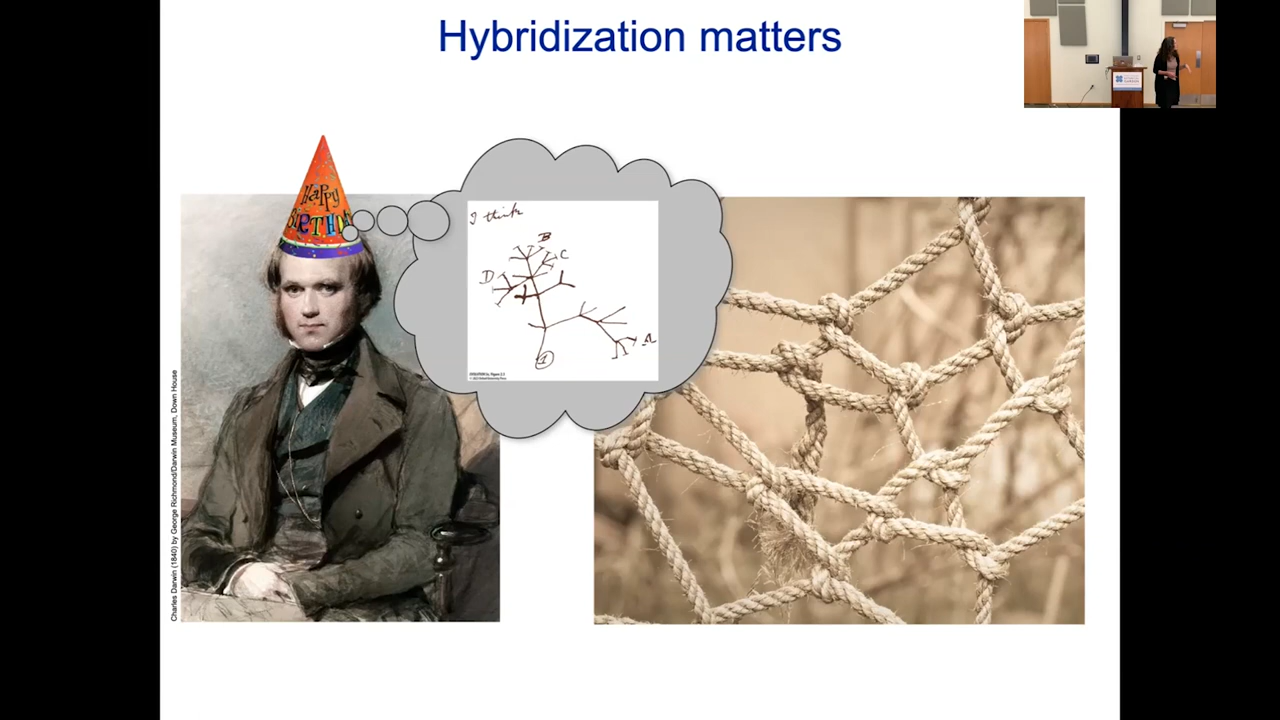 Hybridization matters
HAPPY
BIRTHDAY
I think
B
C
D
A
1
Charles Darwin (1840) by George Richmond/Darwin Museum, Down House